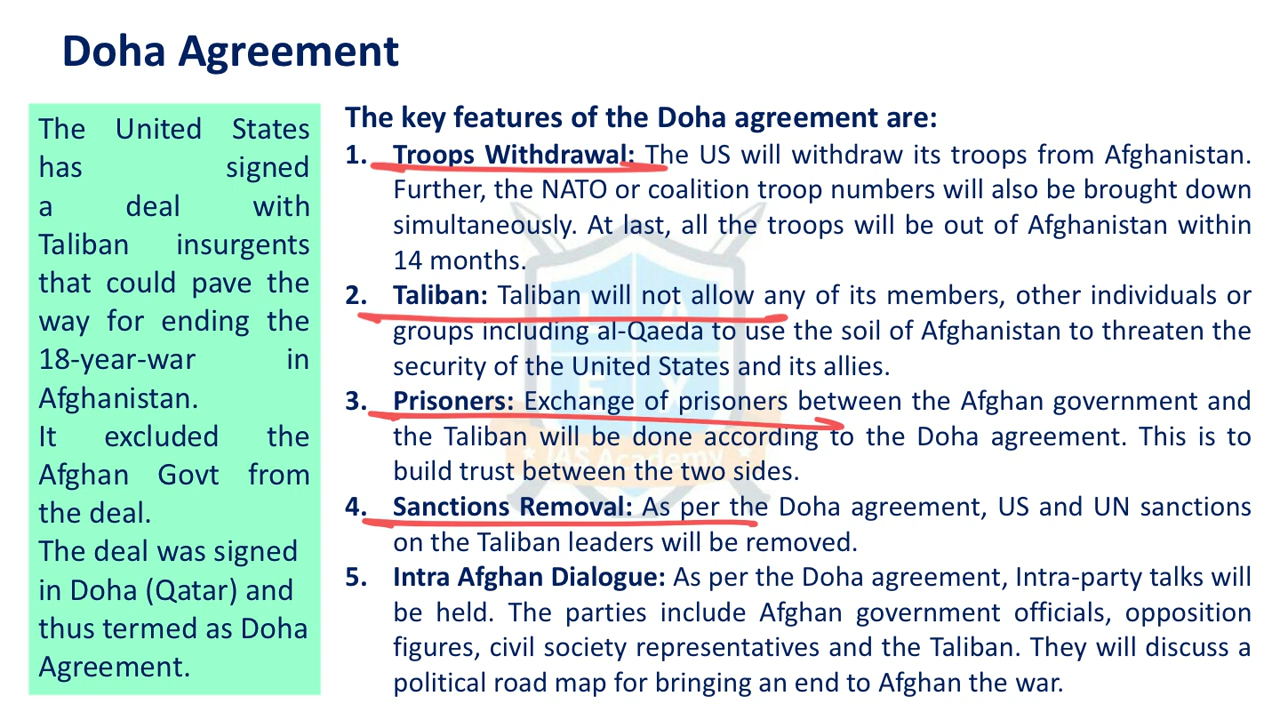 Doha Agreement
The United States
has signed
a deal with
Taliban insurgents
that could pave the
way for ending the
18-year-war in
Afghanistan.
It excluded the
Afghan Govt from
the deal.
The deal was signed
in Doha (Qatar) and
thus termed as Doha
Agreement.
The key features of the Doha agreement are:
1. Troops Withdrawal: The US will withdraw its troops from Afghanistan.
Further, the NATO or coalition troop numbers will also be brought down
simultaneously. At last, all the troops will be out of Afghanistan within
14 months.
2. Taliban: Taliban will not allow any of its members, other individuals or
groups including al-Qaeda to use the soil of Afghanistan to threaten the
security of the United States and its allies.
3. Prisoners: Exchange of prisoners between the Afghan government and
the Taliban will be done according to the Doha agreement. This is to
build trust between the two sides.
4. Sanctions Removal: As per the Doha agreement, US and UN sanctions
on the Taliban leaders will be removed.
5. Intra Afghan Dialogue: As per the Doha agreement, Intra-party talks will
be held. The parties include Afghan government officials, opposition
figures, civil society representatives and the Taliban. They will discuss a
political road map for bringing an end to Afghan the war.
IAS Academy